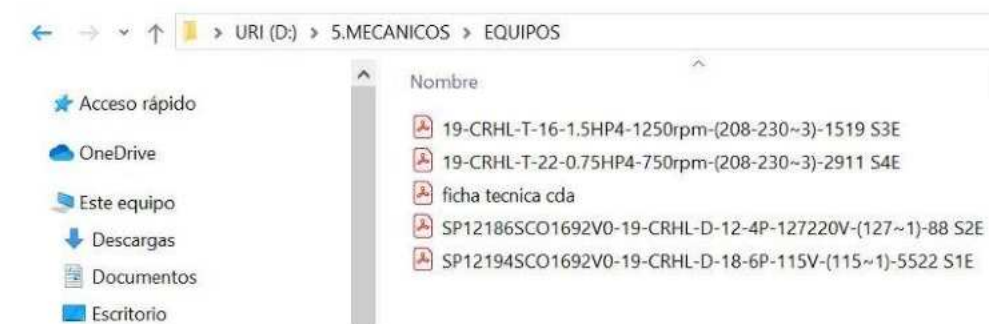 URI (D:) > 5.MECANICOS > EQUIPOS
Nombre
Acceso rápido
OneDrive
Este equipo
Descargas
Documentos
Escritorio
19-CRHL-T-16-1.5HP4-1250rpm-(208-230~3)-1519 S3E
19-CRHL-T-22-0.75HP4-750rpm-(208-230~3)-2911 S4E
ficha tecnica cda
SP12186SCO1692V0-19-CRHL-D-12-4P-127220V-(127~1)-88 S2E
SP12194SCO1692V0-19-CRHL-D-18-6P-115V-(115~1)-5522 S1E